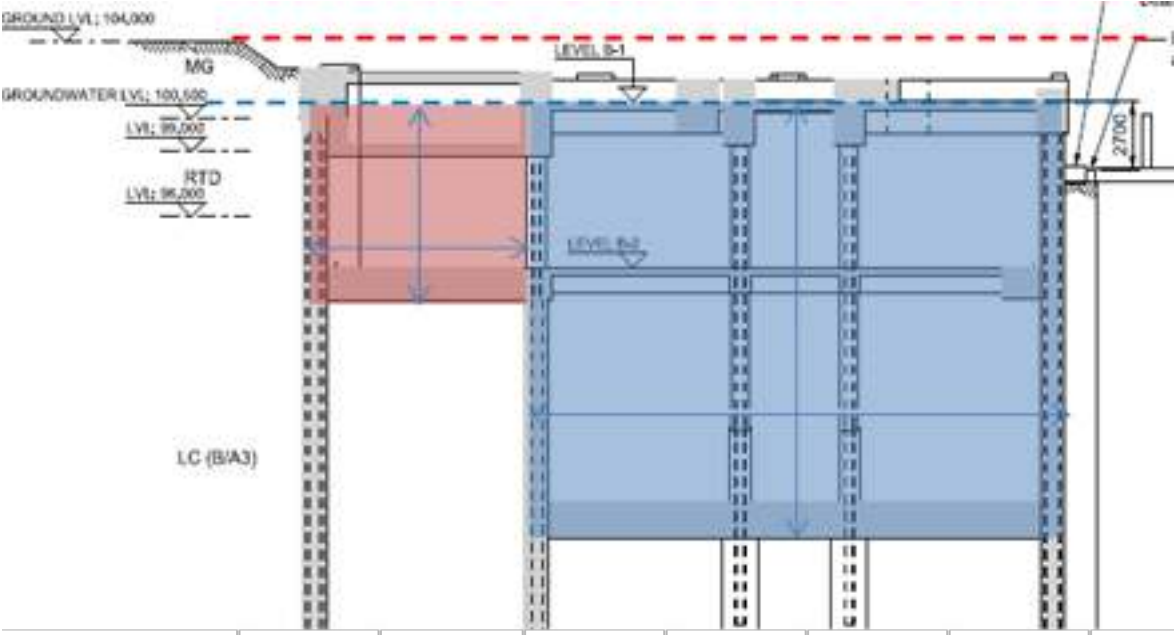 GROUND LVL; 104,000
LEVEL B-1
MG
GROUNDWATER LVL; 100,500
LVL; 99,000
2700
RTD
LVL; 96,000
LEVEL B-2
LC (B/A3)